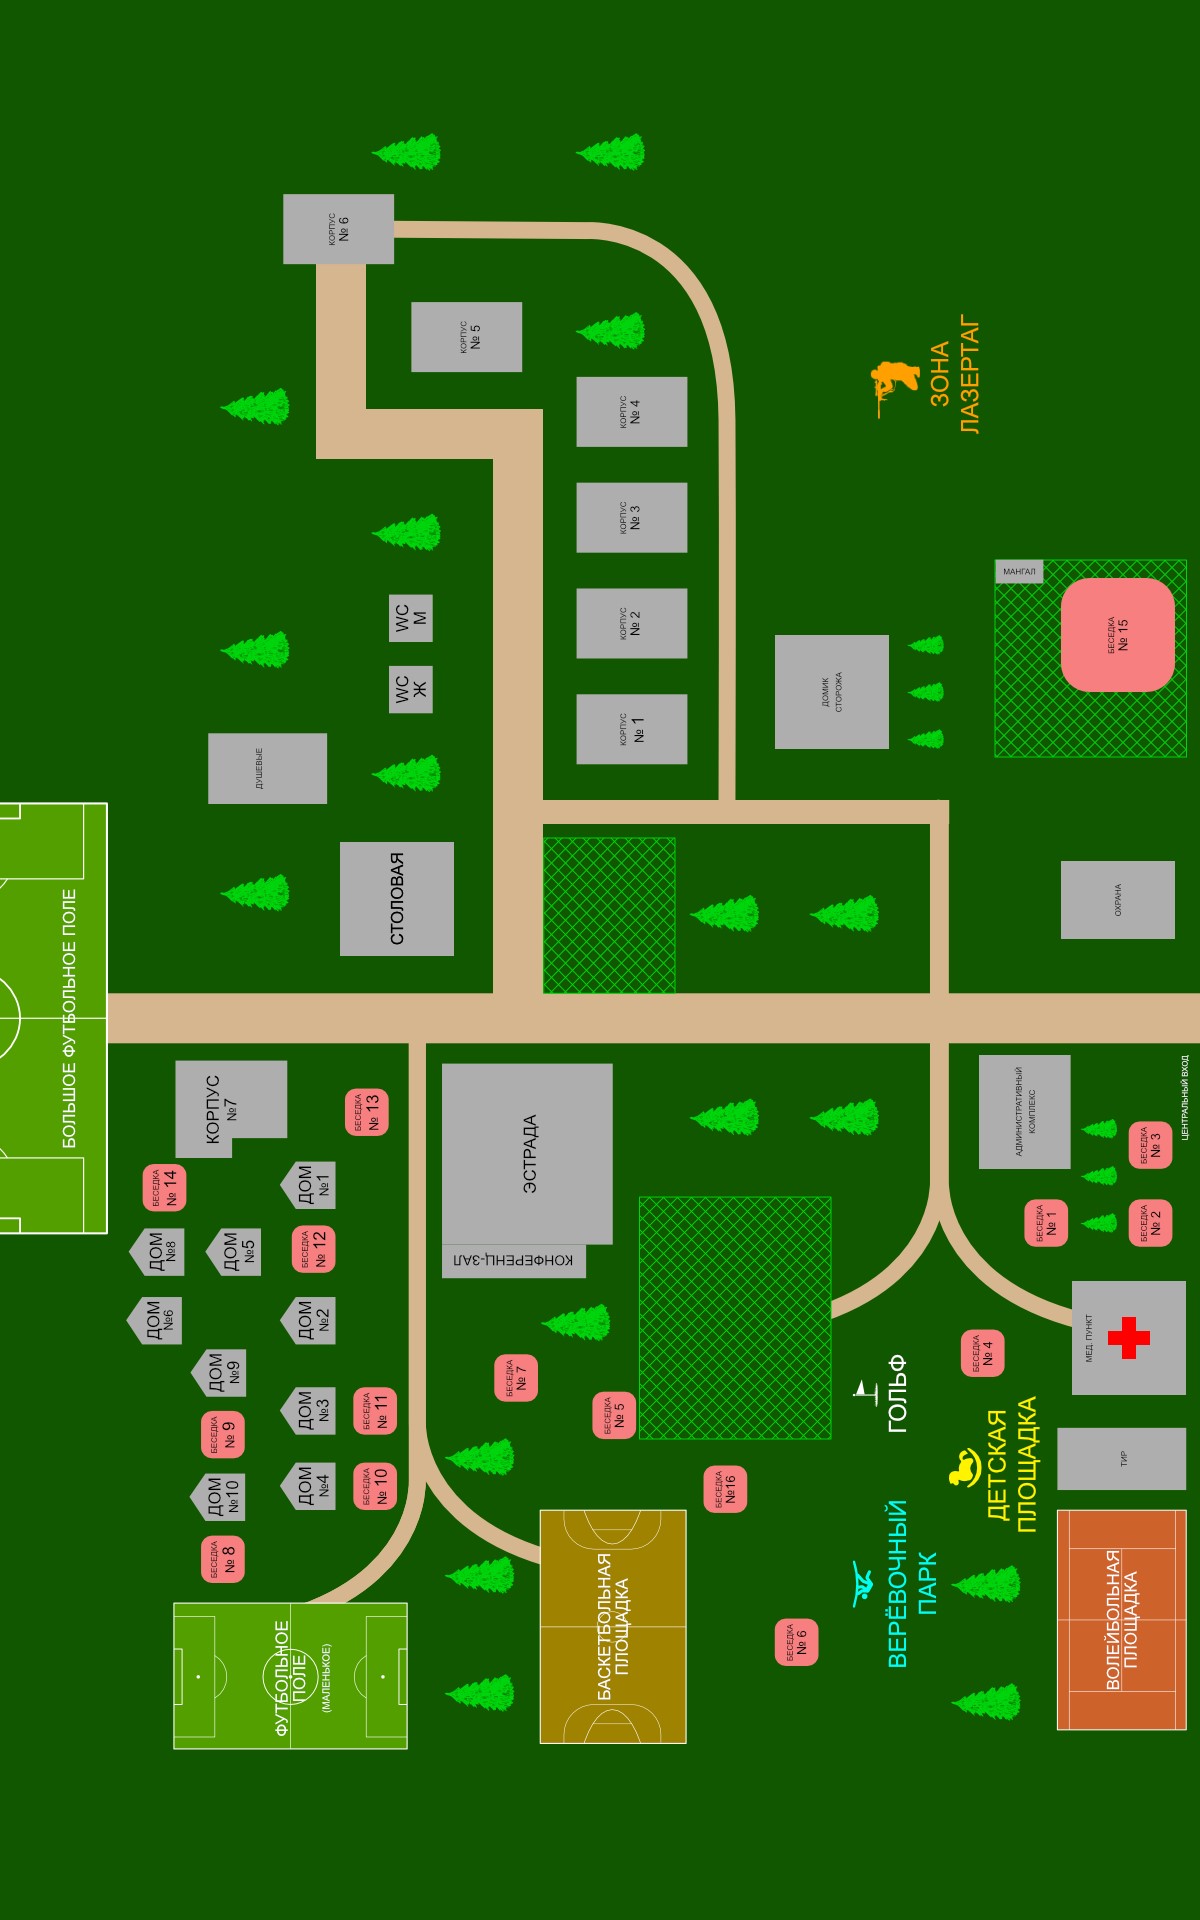 КОРПУС
№ 6
КОРПУС
№ 5
КОРПУС
№ 4
КОРПУС
№ 3
КОРПУС
№ 2
КОРПУС
№ 1
ЗОНА
ЛАЗЕРТАГ
WC
М
WC
Ж
ДУШЕВЫЕ
СТОЛОВАЯ
ДОМИК
СТОРОЖА
МАНГАЛ
БЕСЕДКА
№ 15
ОХРАНА
БОЛЬШОЕ ФУТБОЛЬНОЕ ПОЛЕ
КОРПУС
№7
БЕСЕДКА
№ 13
БЕСЕДКА
№ 14
ДОМ
№1
ДОМ
№8
ДОМ
№5
БЕСЕДКА
№ 12
ДОМ
№6
ДОМ
№2
ДОМ
№9
ДОМ
№3
БЕСЕДКА
№ 11
БЕСЕДКА
№ 9
ДОМ
№10
ДОМ
№4
БЕСЕДКА
№ 10
БЕСЕДКА
№ 8
ФУТБОЛЬНОЕ
ПОЛЕ
(МАЛЕНЬКОЕ)
ЭСТРАДА
КОНФЕРЕНЦ-ЗАЛ
БЕСЕДКА
№ 7
БЕСЕДКА
№ 5
БЕСЕДКА
№16
БАСКЕТБОЛЬНАЯ
ПЛОЩАДКА
БЕСЕДКА
№ 6
АДМИНИСТРАТИВНЫЙ
КОМПЛЕКС
ЦЕНТРАЛЬНЫЙ ВХОД
БЕСЕДКА
№ 3
БЕСЕДКА
№ 1
БЕСЕДКА
№ 2
МЕД. ПУНКТ
БЕСЕДКА
№ 4
ГОЛЬФ
ДЕТСКАЯ
ПЛОЩАДКА
ТИР
ВЕРЁВОЧНЫЙ
ПАРК
ВОЛЕЙБОЛЬНАЯ
ПЛОЩАДКА